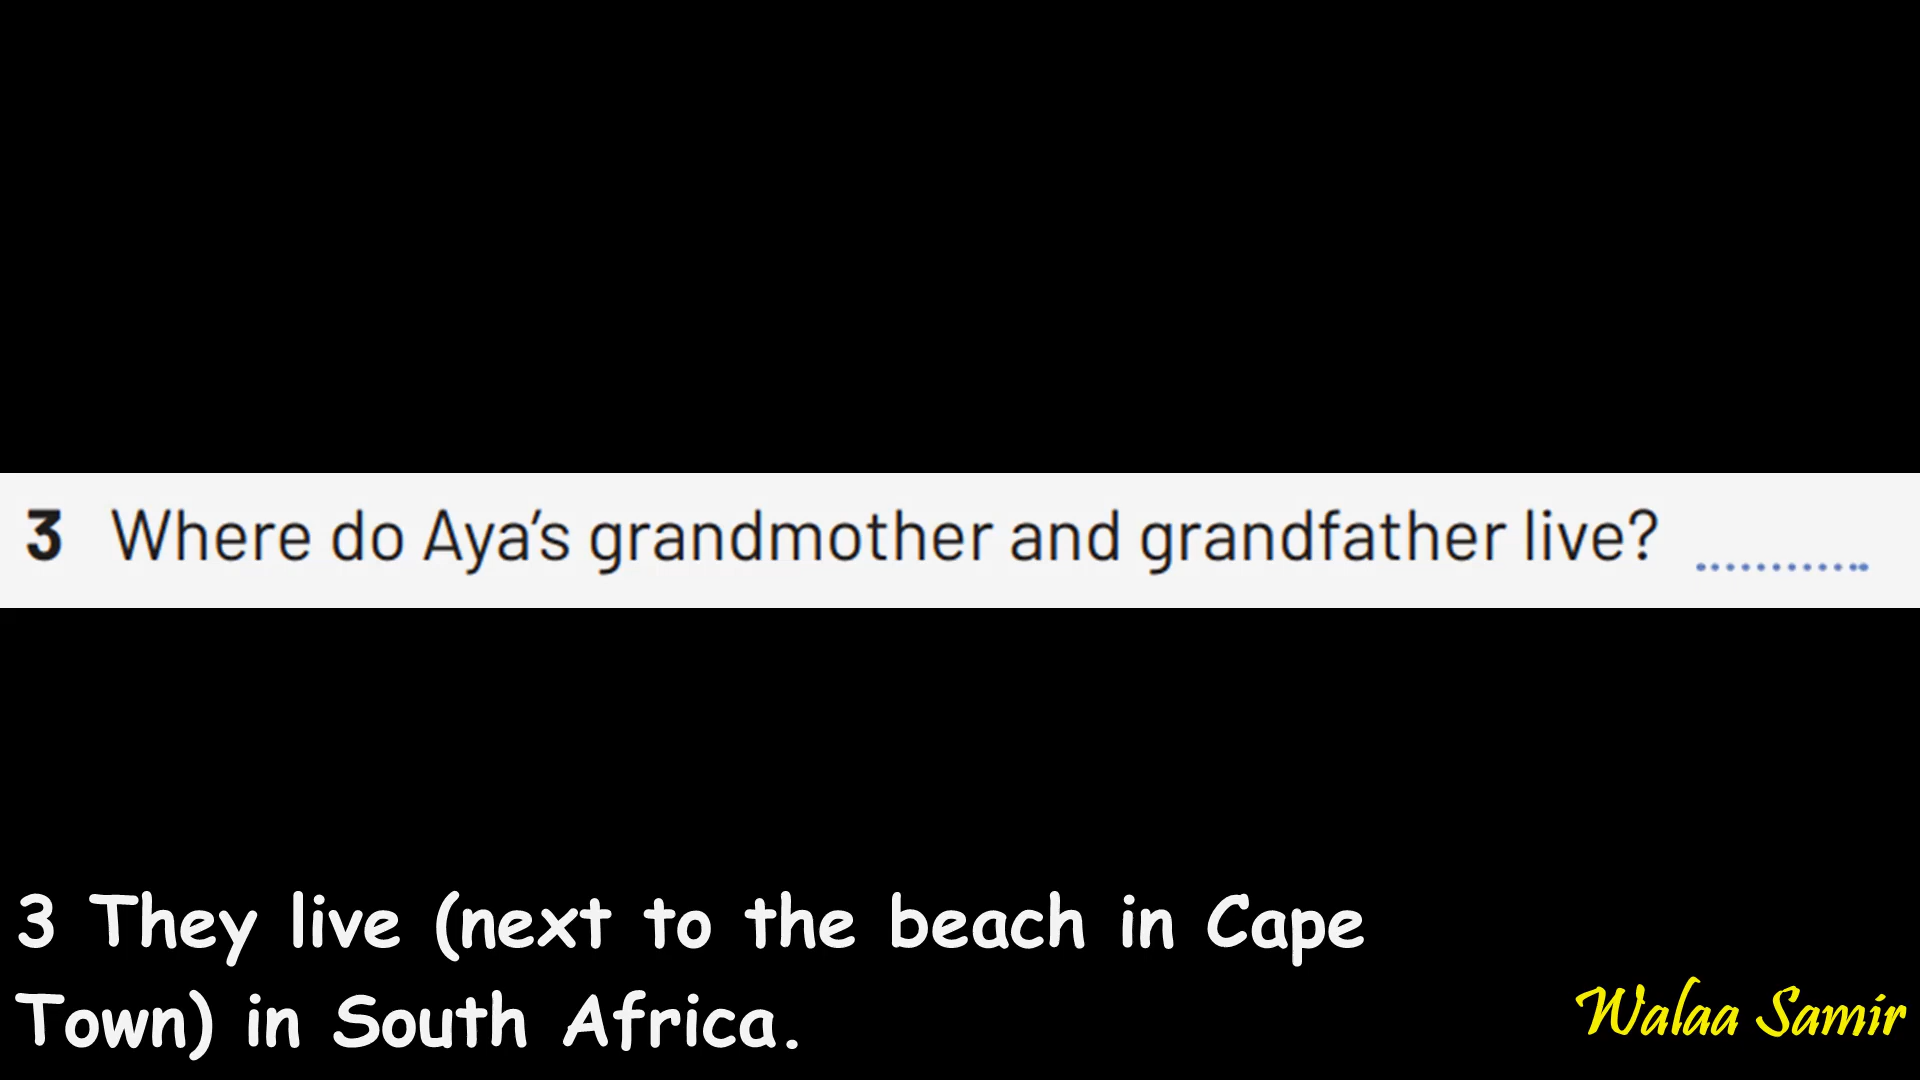 3 Where do Aya's grandmother and grandfather live? ............
3 They live (next to the beach in Cape
Town) in South Africa.
Walaa Samir